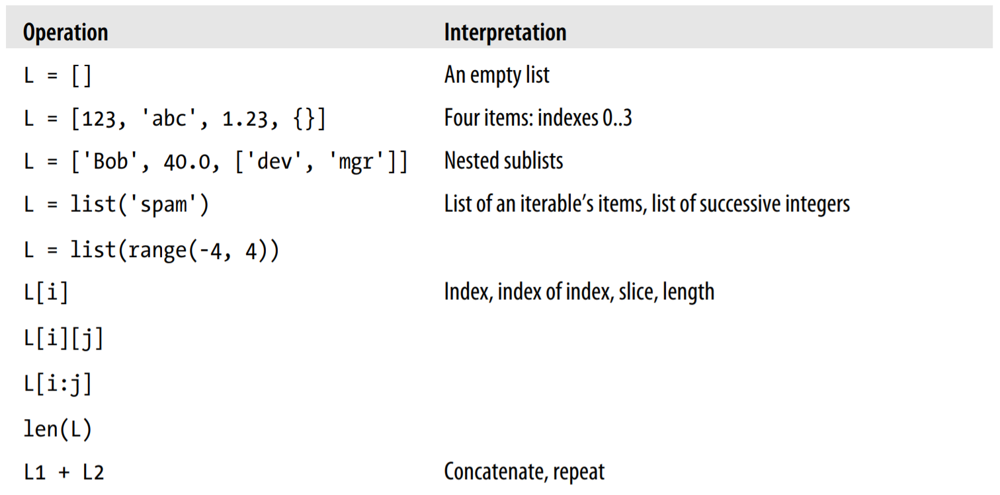 Operation Interpretation
L = [] An empty list
L = [123, 'abc', 1.23, {}] Four items: indexes 0..3
L = ['Bob', 40.0, ['dev', 'mgr']] Nested sublists
L = list('spam') List of an iterable’s items, list of successive integers
L = list(range(-4, 4))
L[i] Index, index of index, slice, length
L[i][j]
L[i:j]
len(L)
L1 + L2 Concatenate, repeat